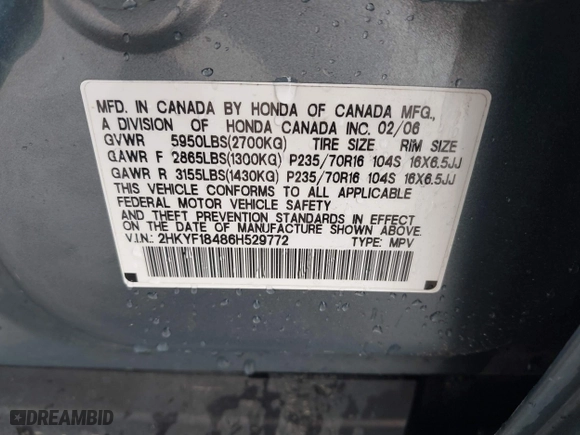 MFD. IN CANADA BY HONDA OF CANADA MFG.,
A DIVISION OF HONDA CANADA INC. 02/06
GVWR 5950LBS(2700KG) TIRE SIZE RIM SIZE
GAWR F 2865LBS(1300KG) P235/70R16 104S 16X6.5JJ
GAWR R 3155LBS(1430KG) P235/70R16 104S 16X6.5JJ
THIS VEHICLE CONFORMS TO ALL APPLICABLE
FEDERAL MOTOR VEHICLE SAFETY
AND THEFT PREVENTION STANDARDS IN EFFECT
ON THE DATE OF MANUFACTURE SHOWN ABOVE.
V.I.N.: 2HKYF18486H529772 TYPE: MPV
DREAMBID